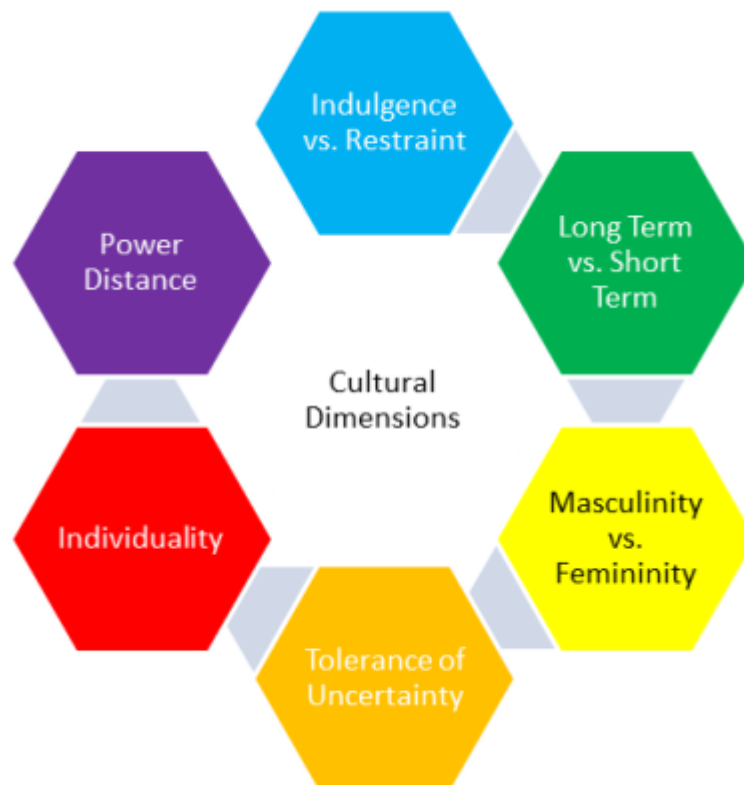 Indulgence
vs. Restraint
Long Term
vs. Short
Term
Masculinity
vs.
Femininity
Tolerance of
Uncertainty
Individuality
Power
Distance
Cultural
Dimensions